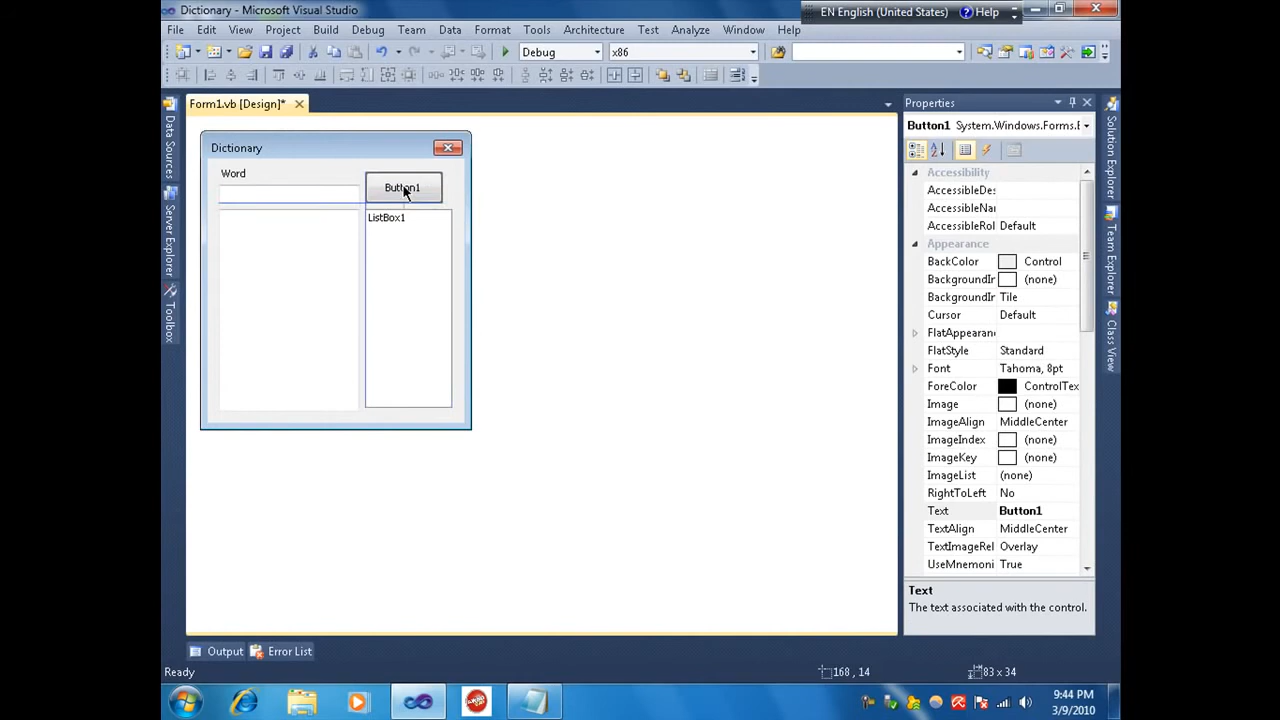 Dictionary - Microsoft Visual Studio
EN English (United States)
Help
File Edit View Project Build Debug Team Data Format Tools Architecture Test Analyze Window Help
Debug
x86
Form1.vb [Design]*
Properties
Data Sources
Server Explorer
Toolbox
Dictionary
Word
Button1
ListBox1
Button1 System.Windows.Forms.E
Accessibility
AccessibleDes
AccessibleNar
AccessibleRol Default
Appearance
BackColor Control
BackgroundIr (none)
BackgroundIr Tile
Cursor Default
FlatAppearan
FlatStyle Standard
Font Tahoma, 8pt
ForeColor ControlTex
Image (none)
ImageAlign MiddleCenter
ImageIndex (none)
ImageKey (none)
ImageList (none)
RightToLeft No
Text Button1
TextAlign MiddleCenter
TextImageRel Overlay
UseMnemoni True
Text
The text associated with the control.
Solution Explorer
Team Explorer
Class View
Output
Error List
Ready
168 , 14
83 x 34
9:44 PM
3/9/2010